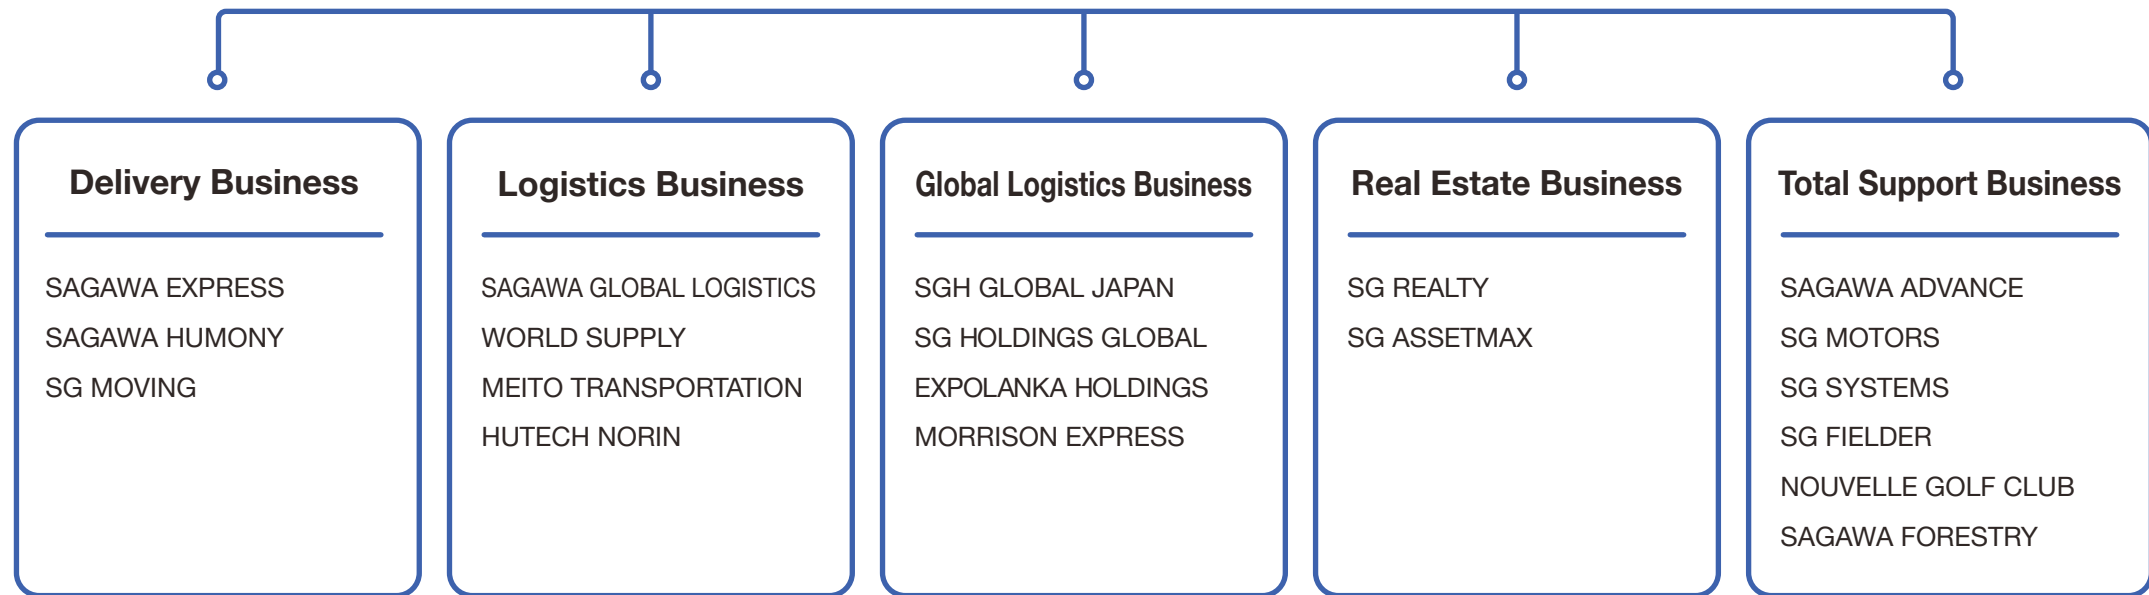 Delivery Business
SAGAWA EXPRESS
SAGAWA HUMONY
SG MOVING
Logistics Business
SAGAWA GLOBAL LOGISTICS
WORLD SUPPLY
MEITO TRANSPORTATION
HUTECH NORIN
Global Logistics Business
SGH GLOBAL JAPAN
SG HOLDINGS GLOBAL
EXPOLANKA HOLDINGS
MORRISON EXPRESS
Real Estate Business
SG REALTY
SG ASSETMAX
Total Support Business
SAGAWA ADVANCE
SG MOTORS
SG SYSTEMS
SG FIELDER
NOUVELLE GOLF CLUB
SAGAWA FORESTRY